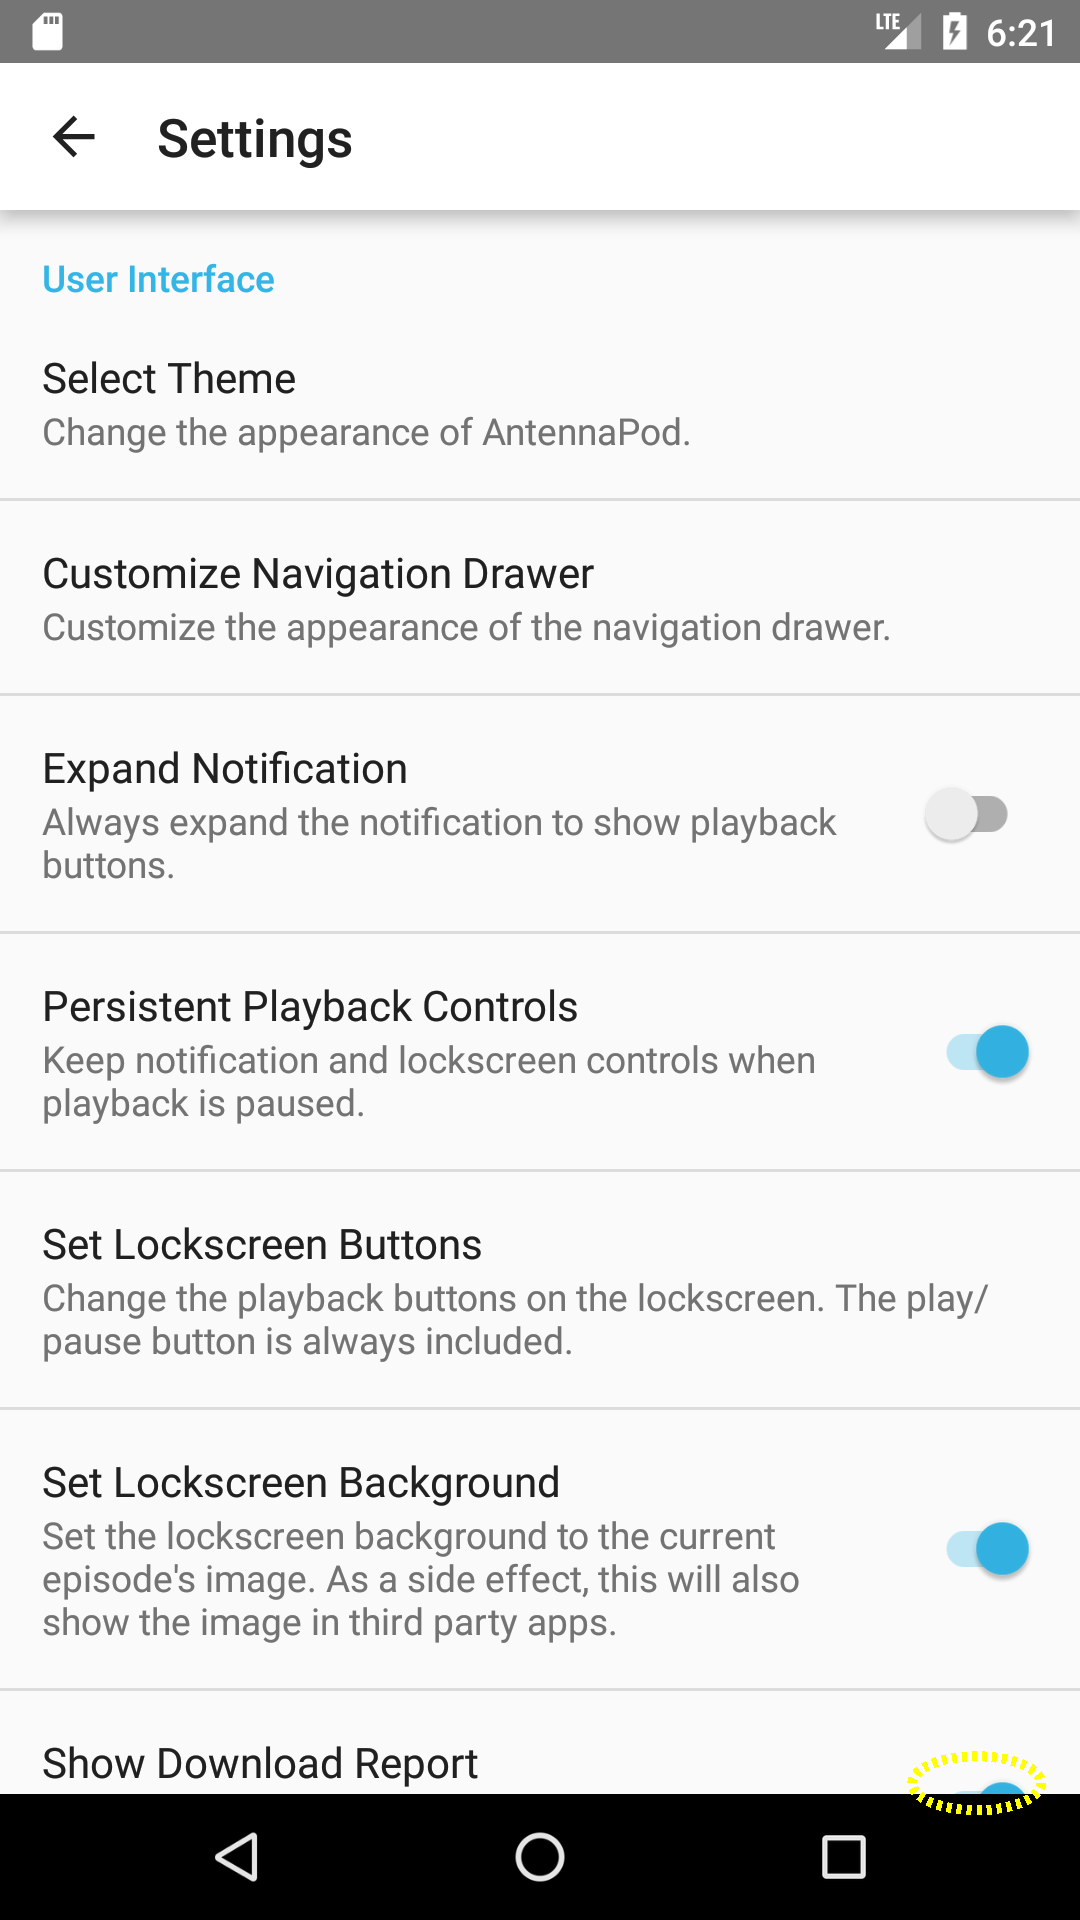 LTE 6:21
Settings
User Interface
Select Theme
Change the appearance of AntennaPod.
Customize Navigation Drawer
Customize the appearance of the navigation drawer.
Expand Notification
Always expand the notification to show playback
buttons.
Persistent Playback Controls
Keep notification and lockscreen controls when
playback is paused.
Set Lockscreen Buttons
Change the playback buttons on the lockscreen. The play/
pause button is always included.
Set Lockscreen Background
Set the lockscreen background to the current
episode's image. As a side effect, this will also
show the image in third party apps.
Show Download Report